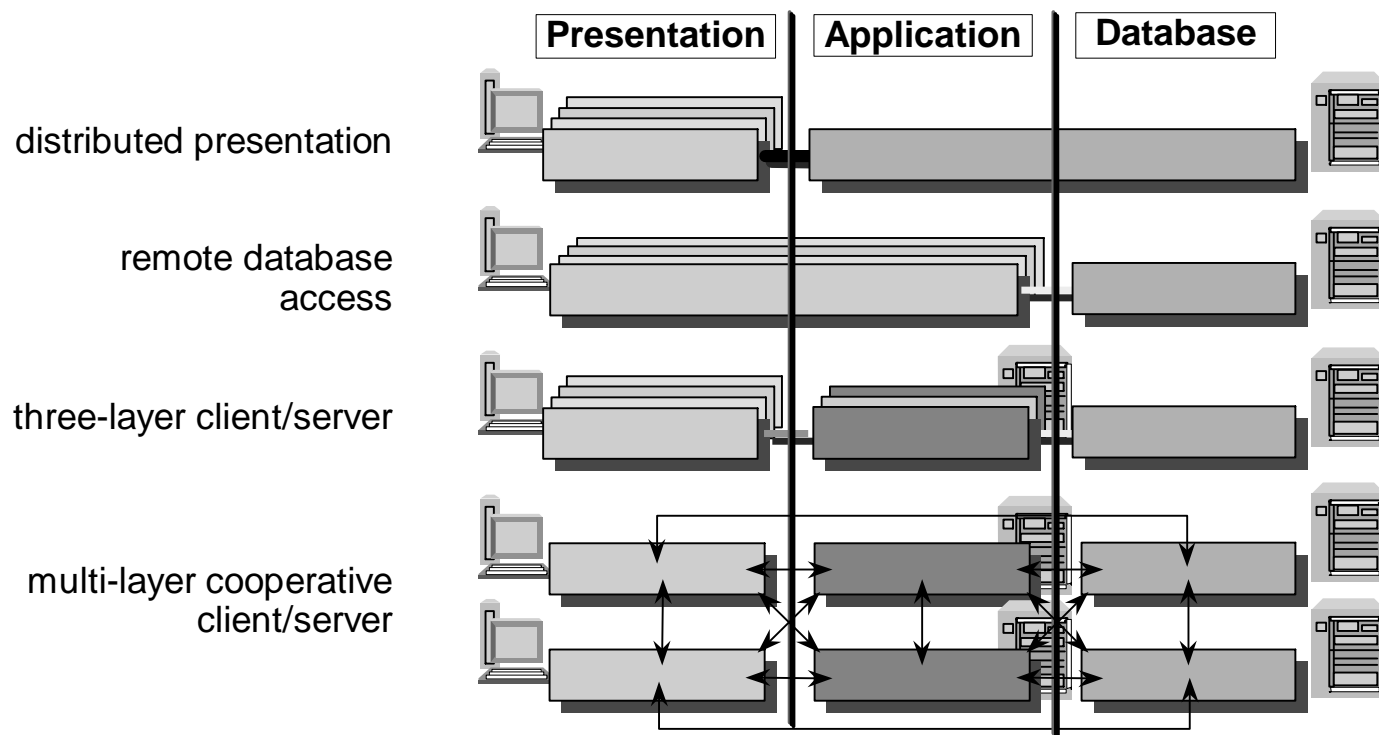 Presentation
Application
Database
distributed presentation
remote database
access
three-layer client/server
multi-layer cooperative
client/server